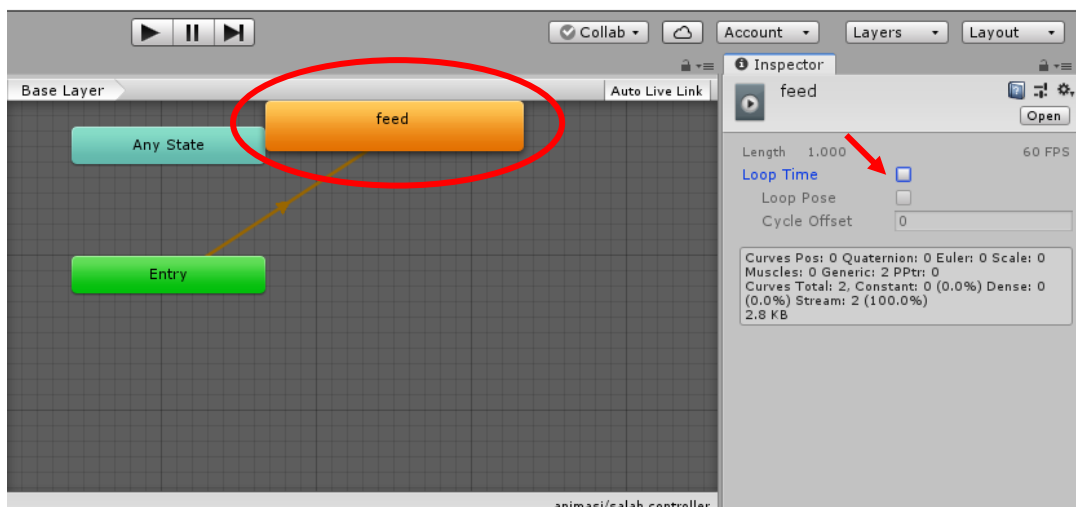 Collab
Account
Layers
Layout
Inspector
Base Layer
Auto Live Link
feed
Open
feed
Any State
Length 1.000 60 FPS
Loop Time
Loop Pose
Cycle Offset 0
Curves Pos: 0 Quaternion: 0 Euler: 0 Scale: 0
Muscles: 0 Generic: 2 PPtr: 0
Curves Total: 2, Constant: 0 (0.0%) Dense: 0
(0.0%) Stream: 2 (100.0%)
2.8 KB
Entry
animasi/salah.controller